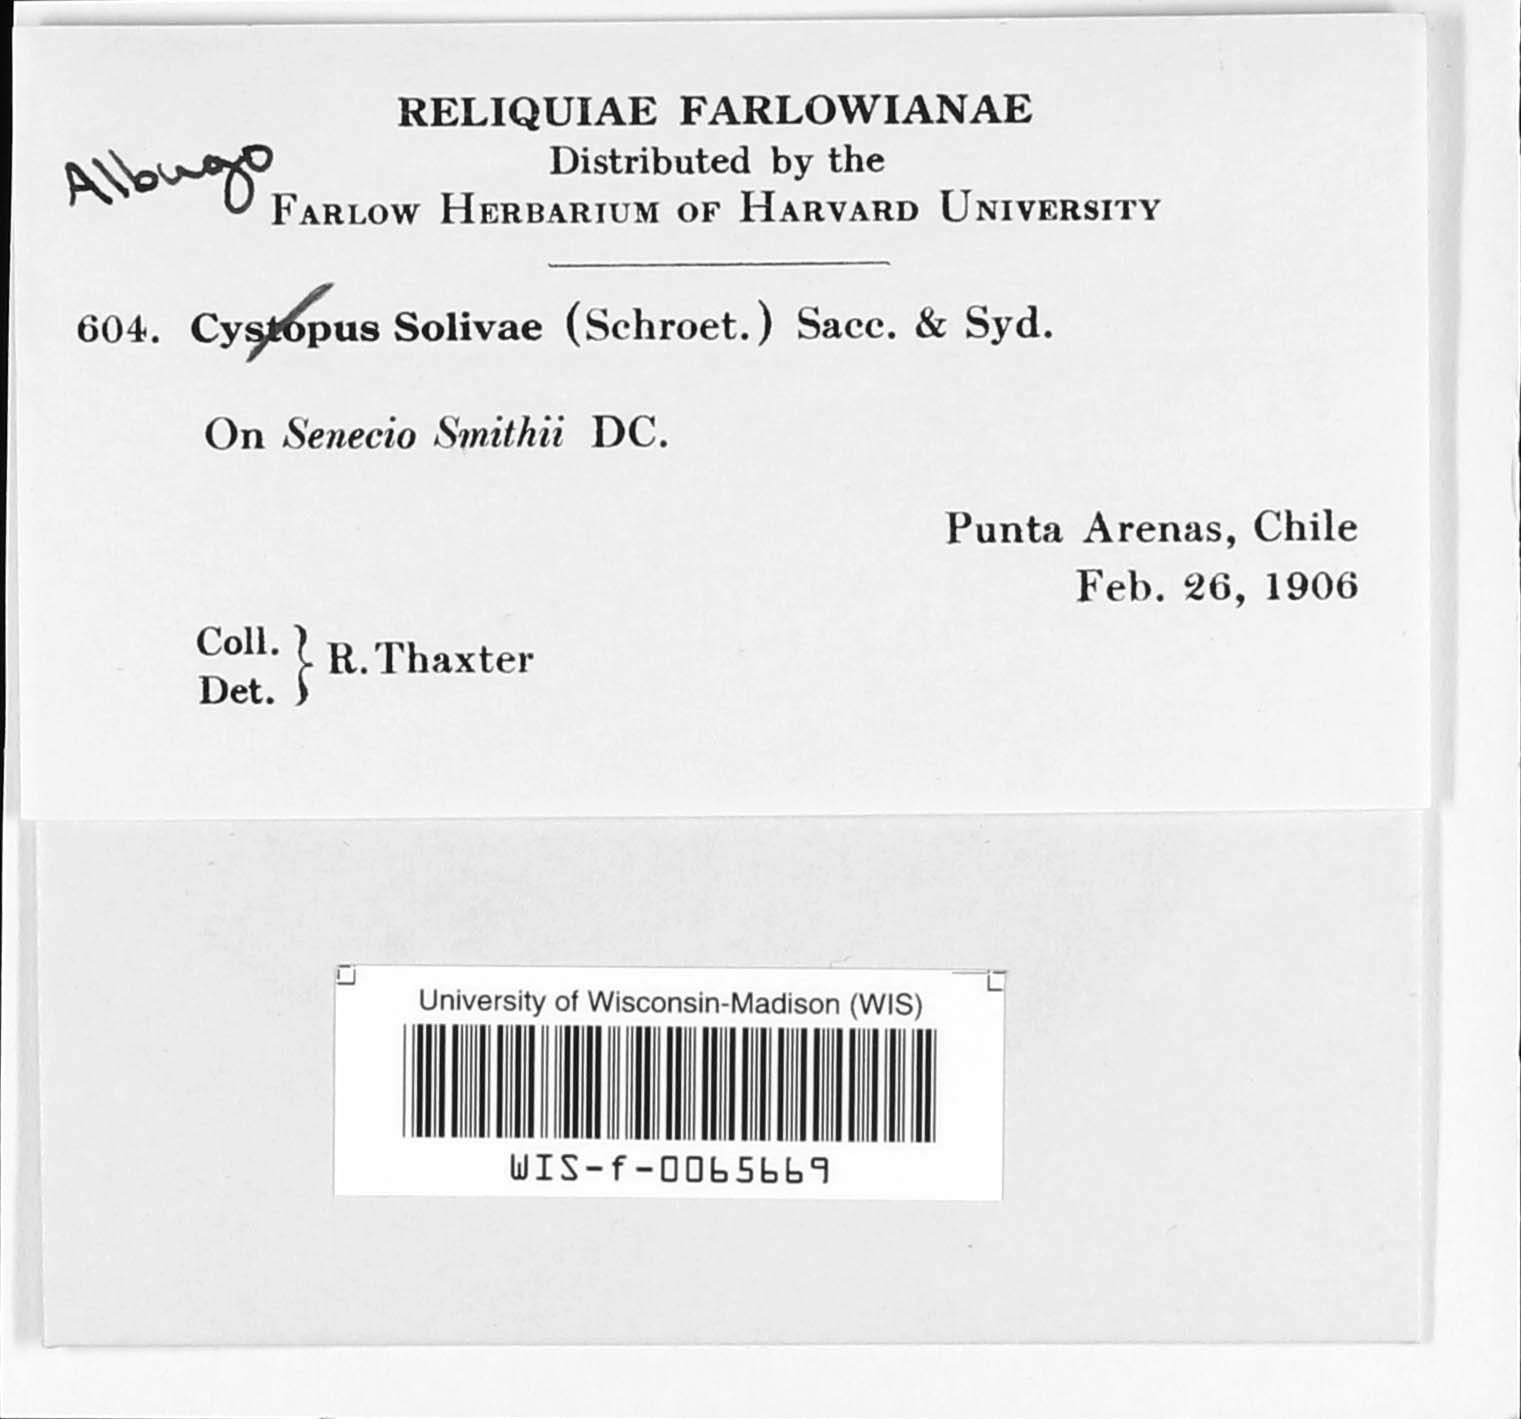 RELIQUIAE FARLOWIANAE
Albugo
Distributed by the
FARLOW HERBARIUM OF HARVARD UNIVERSITY
604. Cystopus Solivae (Schroet.) Sacc. & Syd.
On Senecio Smithii DC.
Punta Arenas, Chile
Feb. 26, 1906
Coll. } R. Thaxter
Det.
University of Wisconsin-Madison (WIS)
WIS-f-0065669